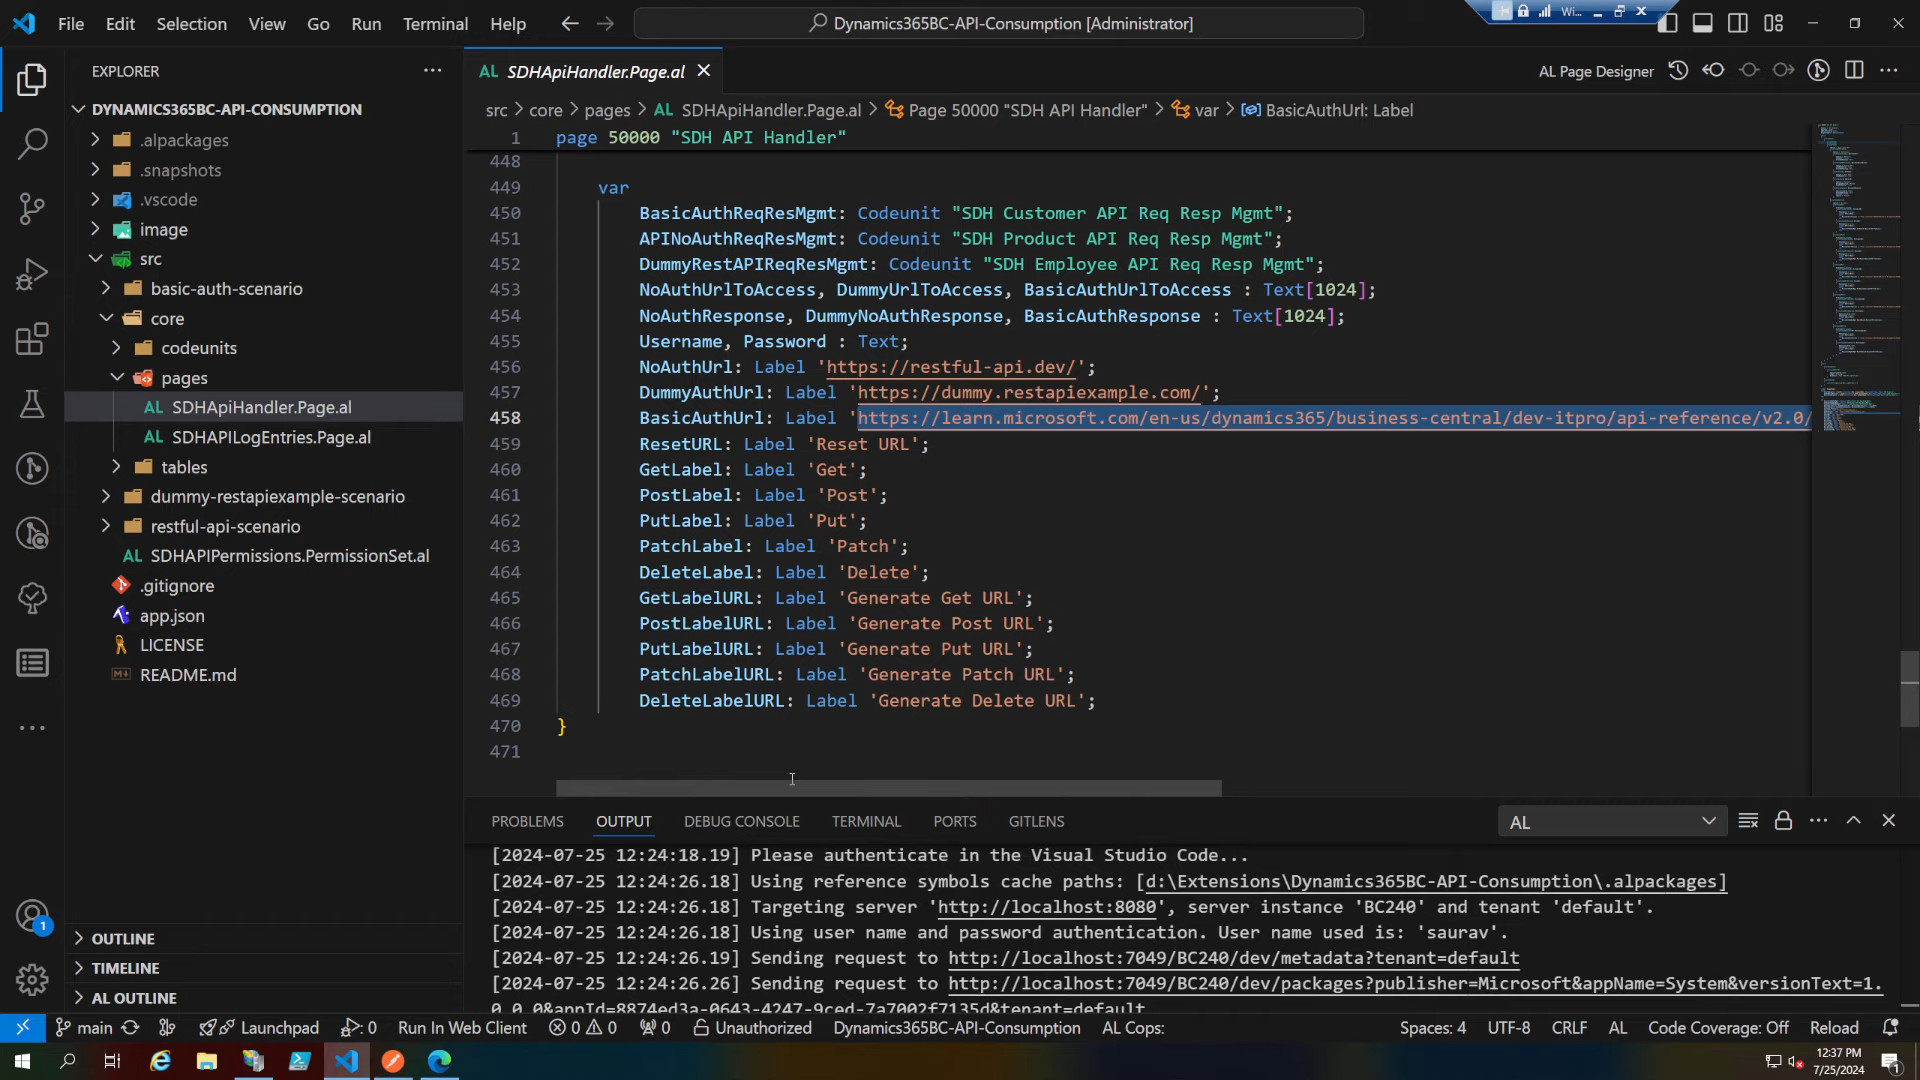 File Edit Selection View Go Run Terminal Help
Dynamics365BC-API-Consumption [Administrator]
Wi...
EXPLORER
SDHApiHandler.Page.al
AL Page Designer
DYNAMICS365BC-API-CONSUMPTION
.alpackages
.snapshots
.vscode
image
src
basic-auth-scenario
core
codeunits
pages
AL SDHApiHandler.Page.al
AL SDHAPILogEntries.Page.al
tables
dummy-restapiexample-scenario
restful-api-scenario
AL SDHAPIPermissions.PermissionSet.al
.gitignore
app.json
LICENSE
README.md
OUTLINE
TIMELINE
AL OUTLINE
src > core > pages > AL SDHApiHandler.Page.al > Page 50000 "SDH API Handler" > var > BasicAuthUrl: Label
1 page 50000 "SDH API Handler"
448
449 var
450 BasicAuthReqResMgmt: Codeunit "SDH Customer API Req Resp Mgmt";
451 APINoAuthReqResMgmt: Codeunit "SDH Product API Req Resp Mgmt";
452 DummyRestAPIReqResMgmt: Codeunit "SDH Employee API Req Resp Mgmt";
453 NoAuthUrlToAccess, DummyUrlToAccess, BasicAuthUrlToAccess : Text[1024];
454 NoAuthResponse, DummyNoAuthResponse, BasicAuthResponse : Text[1024];
455 Username, Password : Text;
456 NoAuthUrl: Label 'https://restful-api.dev/';
457 DummyAuthUrl: Label 'https://dummy.restapiexample.com/';
458 BasicAuthUrl: Label 'https://learn.microsoft.com/en-us/dynamics365/business-central/dev-itpro/api-reference/v2.0/
459 ResetURL: Label 'Reset URL';
460 GetLabel: Label 'Get';
461 PostLabel: Label 'Post';
462 PutLabel: Label 'Put';
463 PatchLabel: Label 'Patch';
464 DeleteLabel: Label 'Delete';
465 GetLabelURL: Label 'Generate Get URL';
466 PostLabelURL: Label 'Generate Post URL';
467 PutLabelURL: Label 'Generate Put URL';
468 PatchLabelURL: Label 'Generate Patch URL';
469 DeleteLabelURL: Label 'Generate Delete URL';
470 }
471
PROBLEMS OUTPUT DEBUG CONSOLE TERMINAL PORTS GITLENS
AL
[2024-07-25 12:24:18.19] Please authenticate in the Visual Studio Code...
[2024-07-25 12:24:26.18] Using reference symbols cache paths: [d:\Extensions\Dynamics365BC-API-Consumption\.alpackages]
[2024-07-25 12:24:26.18] Targeting server 'http://localhost:8080', server instance 'BC240' and tenant 'default'.
[2024-07-25 12:24:26.18] Using user name and password authentication. User name used is: 'saurav'.
[2024-07-25 12:24:26.19] Sending request to http://localhost:7049/BC240/dev/metadata?tenant=default
[2024-07-25 12:24:26.26] Sending request to http://localhost:7049/BC240/dev/packages?publisher=Microsoft&appName=System&versionText=1.
0.0.0&appId=8874ed3a-0643-4247-9ced-7a7002f7135d&tenant=default
main Launchpad 0 Run In Web Client 0 0 0 Unauthorized Dynamics365BC-API-Consumption AL Cops: Spaces: 4 UTF-8 CRLF AL Code Coverage: Off Reload
1
12:37 PM
7/25/2024
1